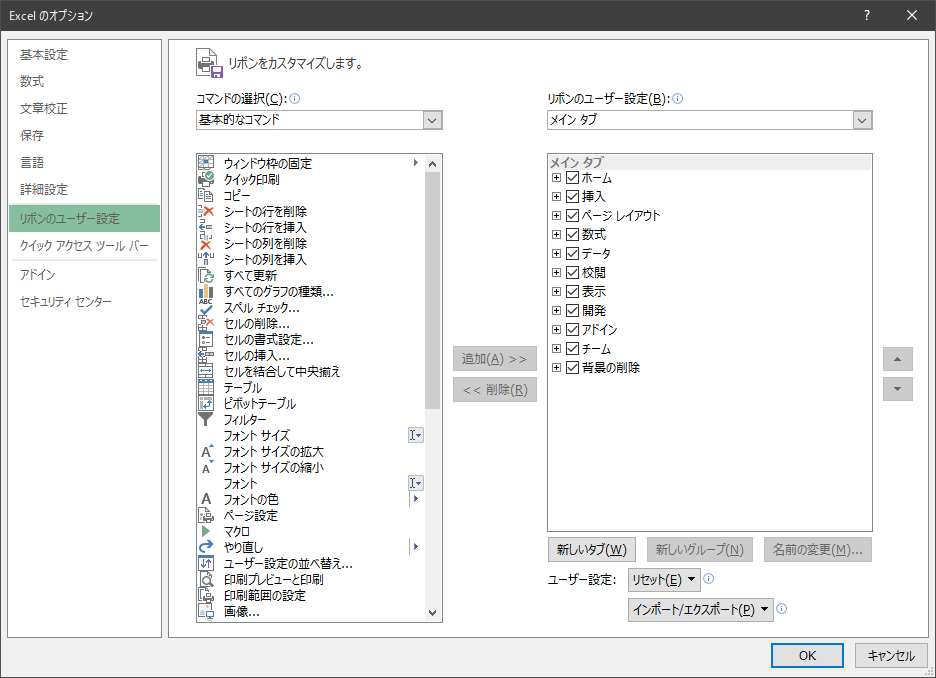 Excel のオプション
?
基本設定
数式
文章校正
保存
言語
詳細設定
リボンのユーザー設定
クイック アクセス ツール バー
アドイン
セキュリティ センター
リボンをカスタマイズします。
コマンドの選択(C):
基本的なコマンド
ウィンドウ枠の固定
クイック印刷
コピー
シートの行を削除
シートの行を挿入
シートの列を削除
シートの列を挿入
すべて更新
すべてのグラフの種類...
スペル チェック...
セルの削除...
セルの書式設定...
セルの挿入...
セルを結合して中央揃え
テーブル
ピボットテーブル
フィルター
フォント サイズ
フォント サイズの拡大
フォント サイズの縮小
フォント
フォントの色
ページ設定
マクロ
やり直し
ユーザー設定の並べ替え...
印刷プレビューと印刷
印刷範囲の設定
画像...
追加(A) >>
<< 削除(R)
リボンのユーザー設定(B):
メイン タブ
メイン タブ
ホーム
挿入
ページ レイアウト
数式
データ
校閲
表示
開発
アドイン
チーム
背景の削除
新しいタブ(W)
新しいグループ(N)
名前の変更(M)...
ユーザー設定:
リセット(E)
インポート/エクスポート(P)
OK
キャンセル